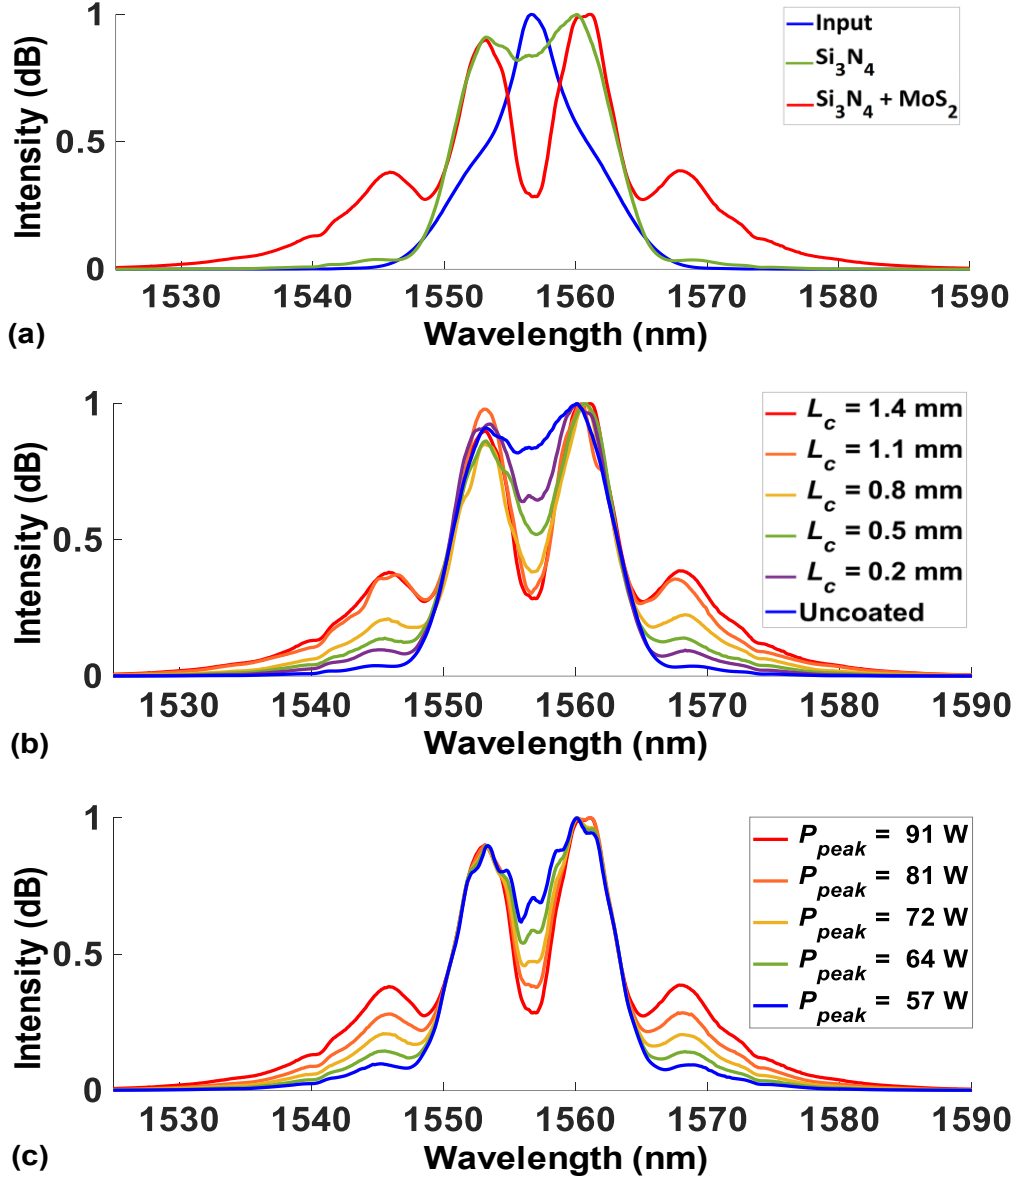 Intensity (dB)
1
0.5
0
Input
Si3N4
Si3N4 + MoS2
1530 1540 1550 1560 1570 1580 1590
Wavelength (nm)
(a)
Intensity (dB)
1
0.5
0
Lc = 1.4 mm
Lc = 1.1 mm
Lc = 0.8 mm
Lc = 0.5 mm
Lc = 0.2 mm
Uncoated
1530 1540 1550 1560 1570 1580 1590
Wavelength (nm)
(b)
Intensity (dB)
1
0.5
0
Ppeak = 91 W
Ppeak = 81 W
Ppeak = 72 W
Ppeak = 64 W
Ppeak = 57 W
1530 1540 1550 1560 1570 1580 1590
Wavelength (nm)
(c)